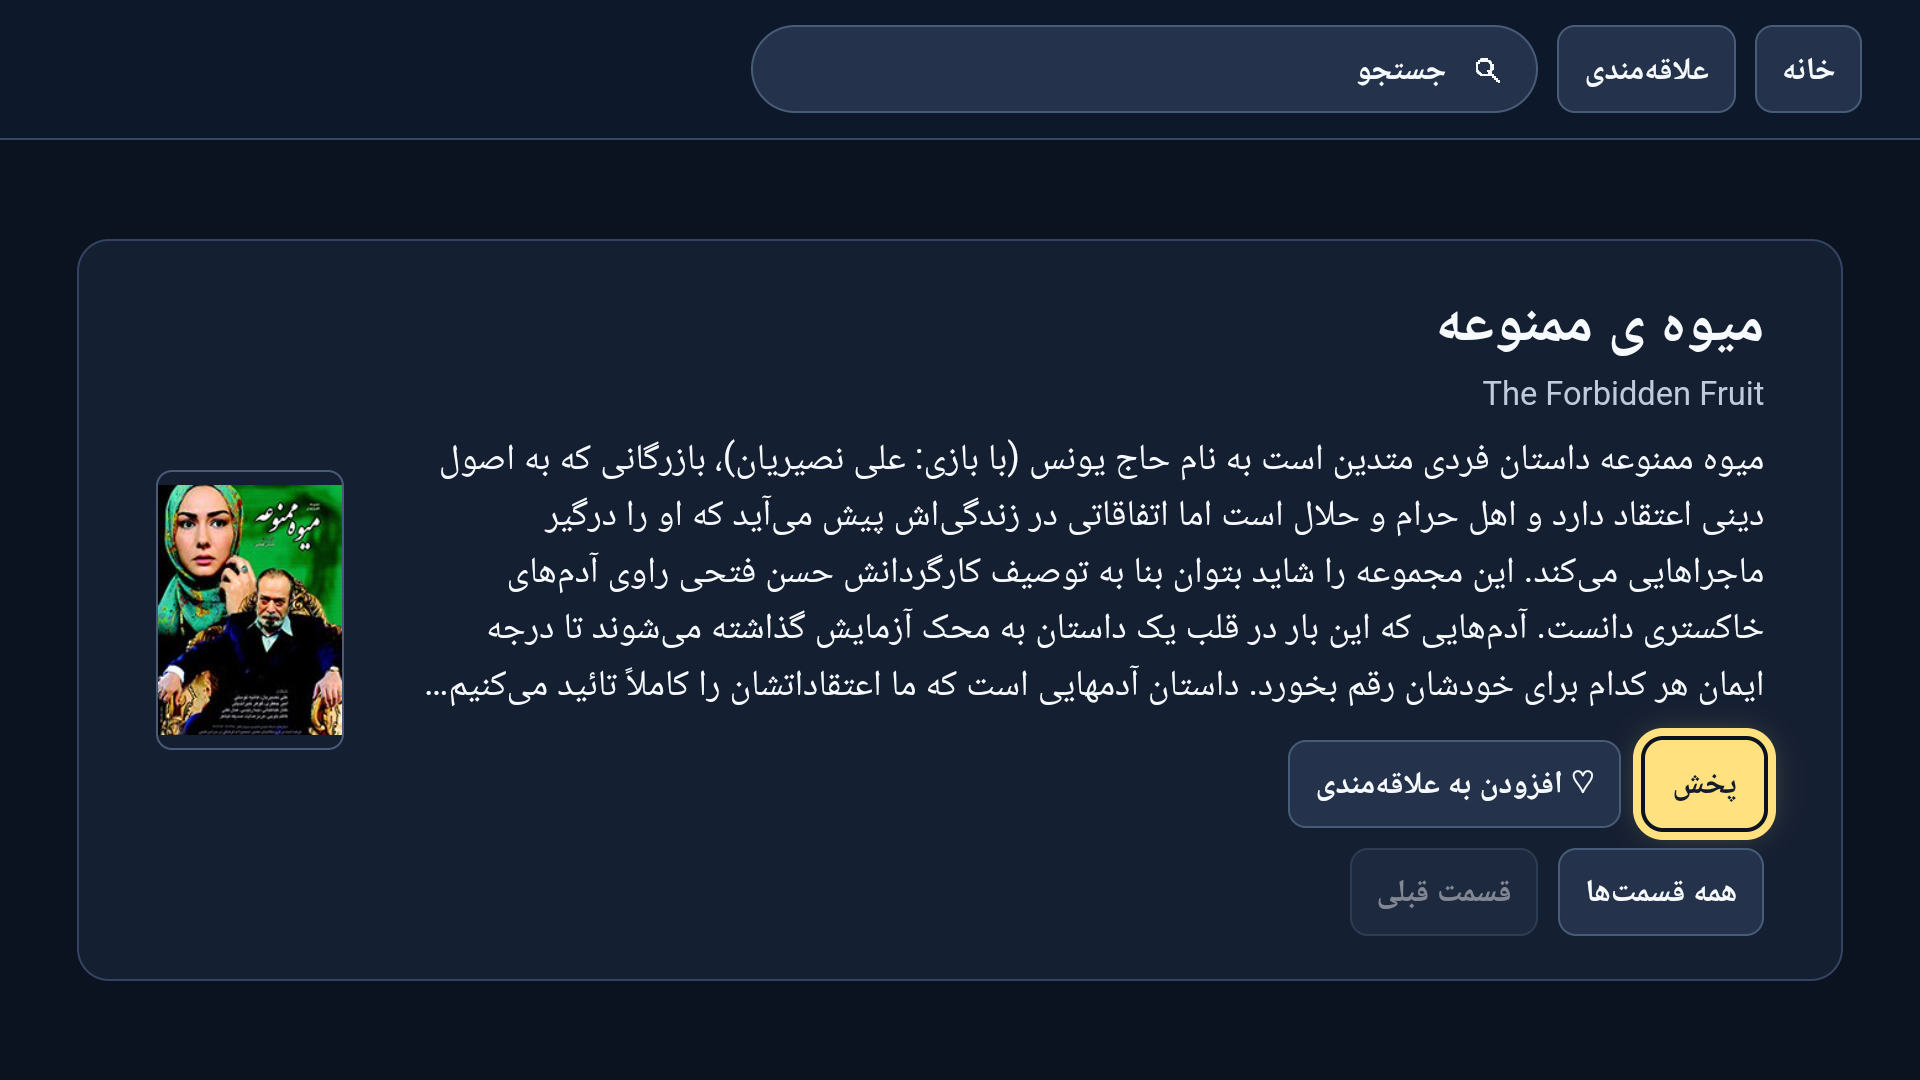 خانه
علاقه‌مندی
جستجو
میوه ی ممنوعه
The Forbidden Fruit
میوه ممنوعه داستان فردی متدین است به نام حاج یونس (با بازی: علی نصیریان)، بازرگانی که به اصول
دینی اعتقاد دارد و اهل حرام و حلال است اما اتفاقاتی در زندگی‌اش پیش می‌آید که او را درگیر
ماجراهایی می‌کند. این مجموعه را شاید بتوان بنا به توصیف کارگردانش حسن فتحی راوی آدم‌های
خاکستری دانست. آدم‌هایی که این بار در قلب یک داستان به محک آزمایش گذاشته می‌شوند تا درجه
ایمان هر کدام برای خودشان رقم بخورد. داستان آدمهایی است که ما اعتقاداتشان را کاملاً تائید می‌کنیم...
میوه ممنوعه
پخش
♡ افزودن به علاقه‌مندی
همه قسمت‌ها
قسمت قبلی